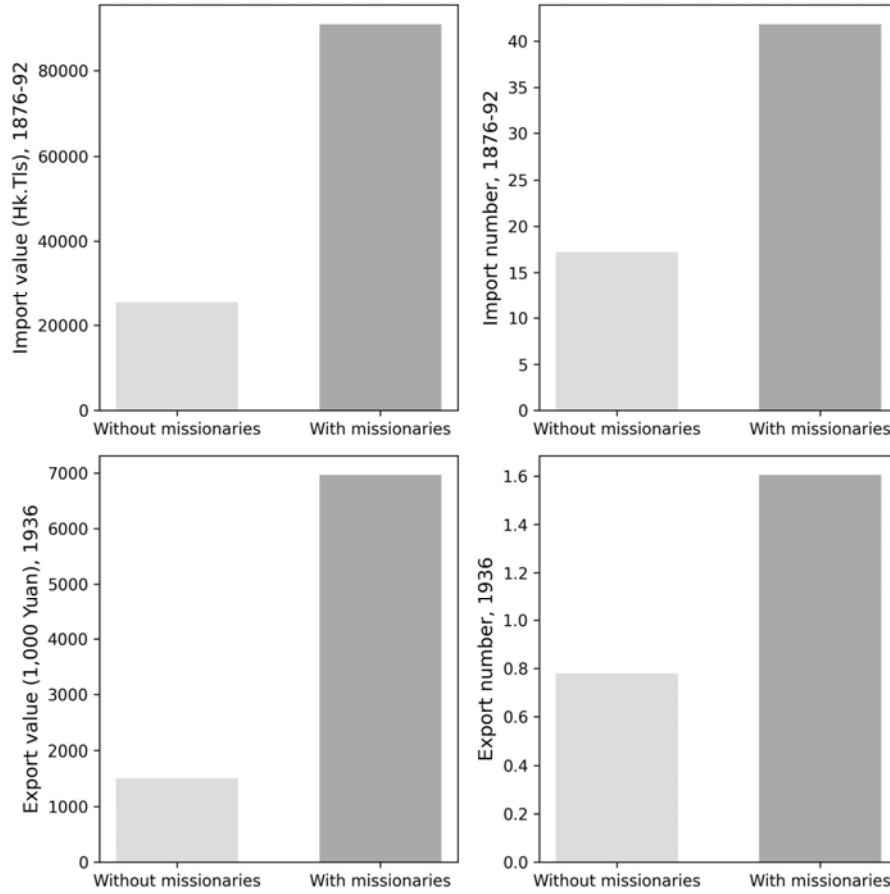 Import value (Hk.Tls), 1876-92
80000
60000
40000
20000
0
Without missionaries
With missionaries
Import number, 1876-92
40
35
30
25
20
15
10
5
0
Without missionaries
With missionaries
Export value (1,000 Yuan), 1936
7000
6000
5000
4000
3000
2000
1000
0
Without missionaries
With missionaries
Export number, 1936
1.6
1.4
1.2
1.0
0.8
0.6
0.4
0.2
0.0
Without missionaries
With missionaries